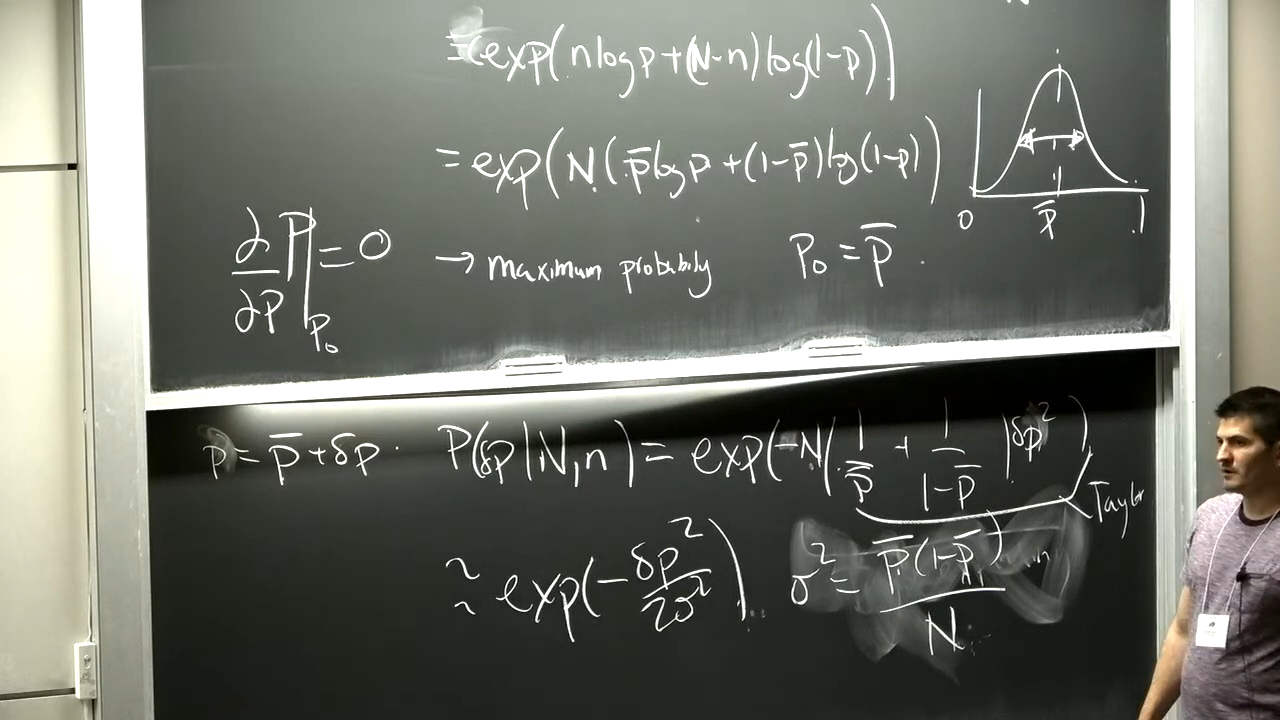 = exp(n log p + (N-n) log(1-p))
= exp(N(p̄ log p + (1-p̄) log(1-p))
0 p̄ 1
∂P/∂P|P₀ = 0 → maximum probability P₀ = p̄.
p = p̄ + δp. P(δp|N,n) = exp(-N(1/p̄ + 1/(1-p̄))δp²)
Taylor
≈ exp(-δp²/2σ²) σ² = p̄(1-p̄)/N